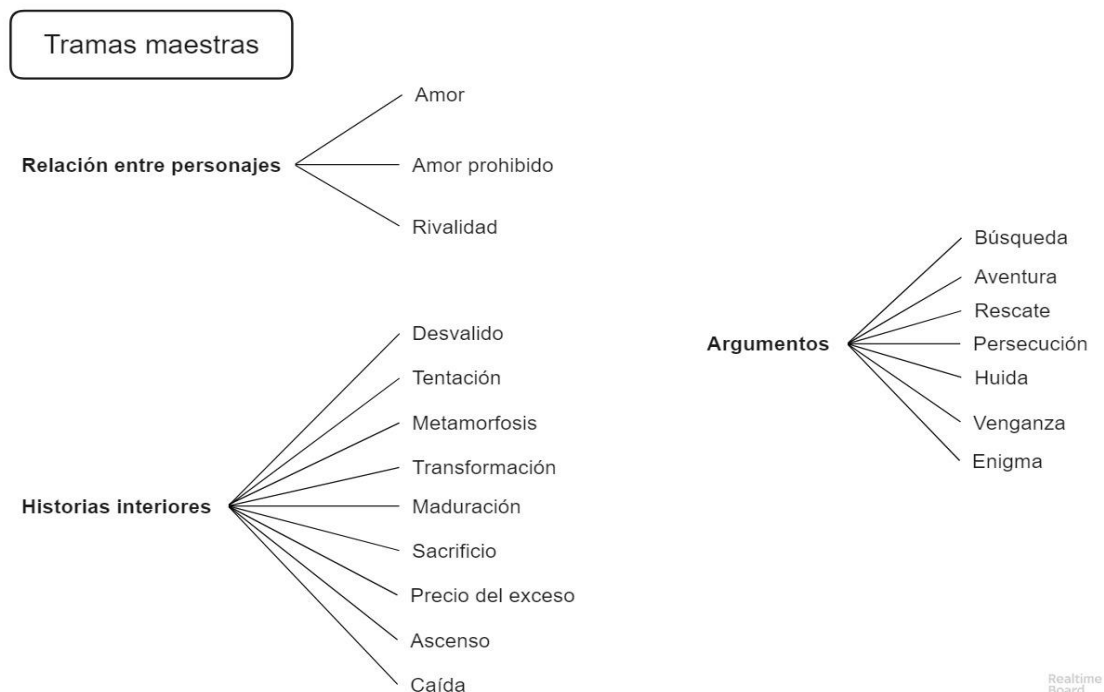 Tramas maestras
Relación entre personajes
Amor
Amor prohibido
Rivalidad
Historias interiores
Desvalido
Tentación
Metamorfosis
Transformación
Maduración
Sacrificio
Precio del exceso
Ascenso
Caída
Argumentos
Búsqueda
Aventura
Rescate
Persecución
Huida
Venganza
Enigma
Realtime
Board